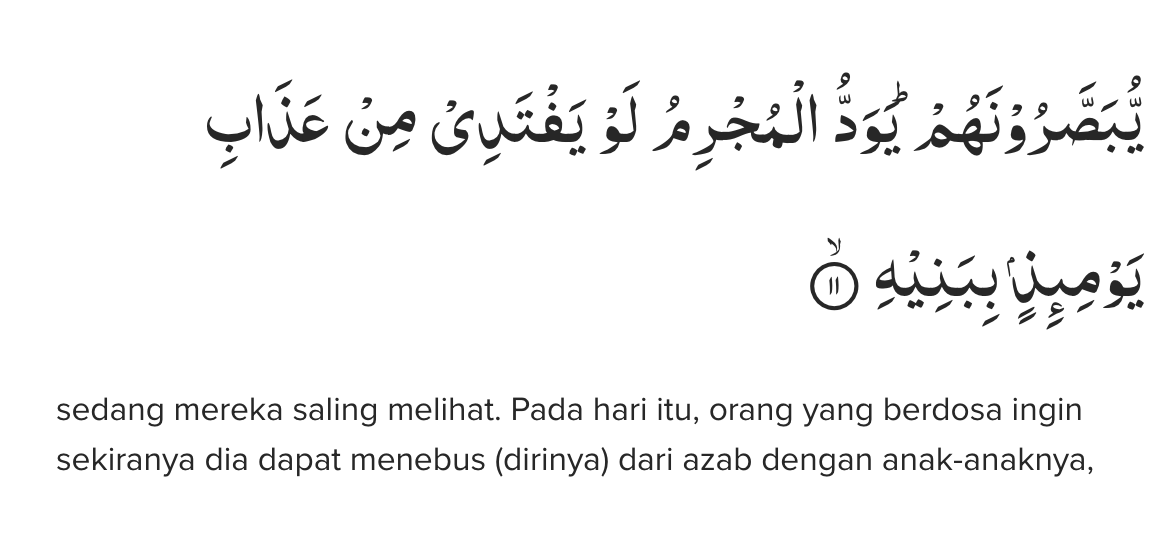 يُّبَصَّرُوْنَهُمْۗ يَوَدُّ الْمُجْرِمُ لَوْ يَفْتَدِيْ مِنْ عَذَابِ
يَوْمِىِٕذٍۢ بِبَنِيْهِۙ ۝١١
sedang mereka saling melihat. Pada hari itu, orang yang berdosa ingin
sekiranya dia dapat menebus (dirinya) dari azab dengan anak-anaknya,